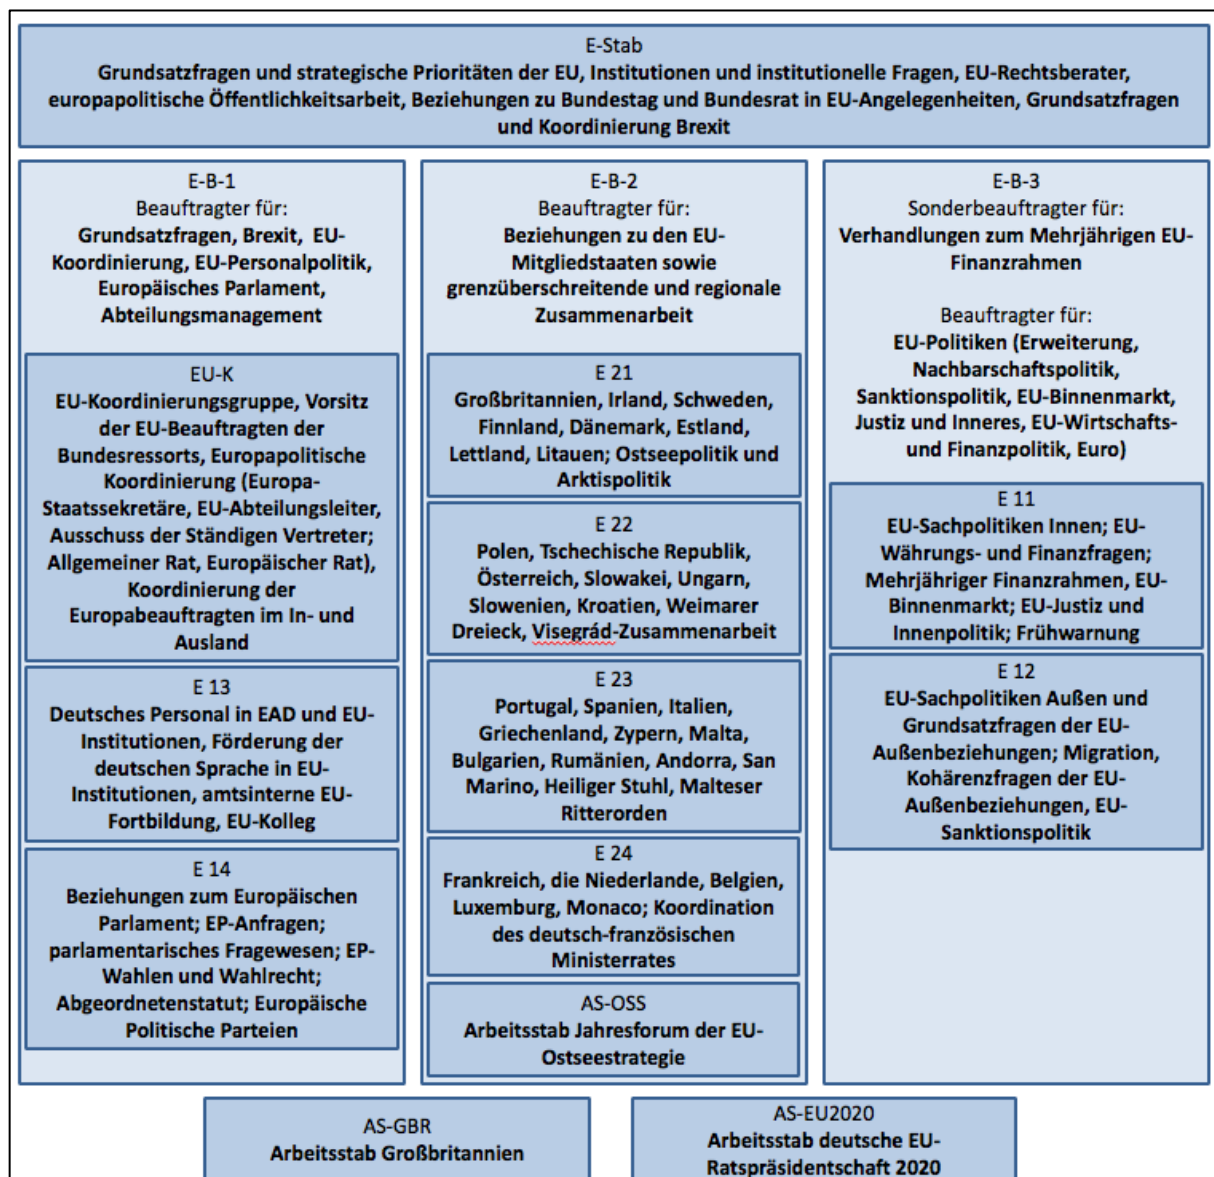 E-Stab
Grundsatzfragen und strategische Prioritäten der EU, Institutionen und institutionelle Fragen, EU-Rechtsberater,
europapolitische Öffentlichkeitsarbeit, Beziehungen zu Bundestag und Bundesrat in EU-Angelegenheiten, Grundsatzfragen
und Koordinierung Brexit
E-B-1
Beauftragter für:
Grundsatzfragen, Brexit, EU-
Koordinierung, EU-Personalpolitik,
Europäisches Parlament,
Abteilungsmanagement
EU-K
EU-Koordinierungsgruppe, Vorsitz
der EU-Beauftragten der
Bundesressorts, Europapolitische
Koordinierung (Europa-
Staatssekretäre, EU-Abteilungsleiter,
Ausschuss der Ständigen Vertreter;
Allgemeiner Rat, Europäischer Rat),
Koordinierung der
Europabeauftragten im In- und
Ausland
E 13
Deutsches Personal in EAD und EU-
Institutionen, Förderung der
deutschen Sprache in EU-
Institutionen, amtsinterne EU-
Fortbildung, EU-Kolleg
E 14
Beziehungen zum Europäischen
Parlament; EP-Anfragen;
parlamentarisches Fragewesen; EP-
Wahlen und Wahlrecht;
Abgeordnetenstatut; Europäische
Politische Parteien
E-B-2
Beauftragter für:
Beziehungen zu den EU-
Mitgliedstaaten sowie
grenzüberschreitende und regionale
Zusammenarbeit
E 21
Großbritannien, Irland, Schweden,
Finnland, Dänemark, Estland,
Lettland, Litauen; Ostseepolitik und
Arktispolitik
E 22
Polen, Tschechische Republik,
Österreich, Slowakei, Ungarn,
Slowenien, Kroatien, Weimarer
Dreieck, Visegrád-Zusammenarbeit
E 23
Portugal, Spanien, Italien,
Griechenland, Zypern, Malta,
Bulgarien, Rumänien, Andorra, San
Marino, Heiliger Stuhl, Malteser
Ritterorden
E 24
Frankreich, die Niederlande, Belgien,
Luxemburg, Monaco; Koordination
des deutsch-französischen
Ministerrates
AS-OSS
Arbeitsstab Jahresforum der EU-
Ostseestrategie
E-B-3
Sonderbeauftragter für:
Verhandlungen zum Mehrjährigen EU-
Finanzrahmen
Beauftragter für:
EU-Politiken (Erweiterung,
Nachbarschaftspolitik,
Sanktionspolitik, EU-Binnenmarkt,
Justiz und Inneres, EU-Wirtschafts-
und Finanzpolitik, Euro)
E 11
EU-Sachpolitiken Innen; EU-
Währungs- und Finanzfragen;
Mehrjähriger Finanzrahmen, EU-
Binnenmarkt; EU-Justiz und
Innenpolitik; Frühwarnung
E 12
EU-Sachpolitiken Außen und
Grundsatzfragen der EU-
Außenbeziehungen; Migration,
Kohärenzfragen der EU-
Außenbeziehungen, EU-
Sanktionspolitik
AS-GBR
Arbeitsstab Großbritannien
AS-EU2020
Arbeitsstab deutsche EU-
Ratspräsidentschaft 2020